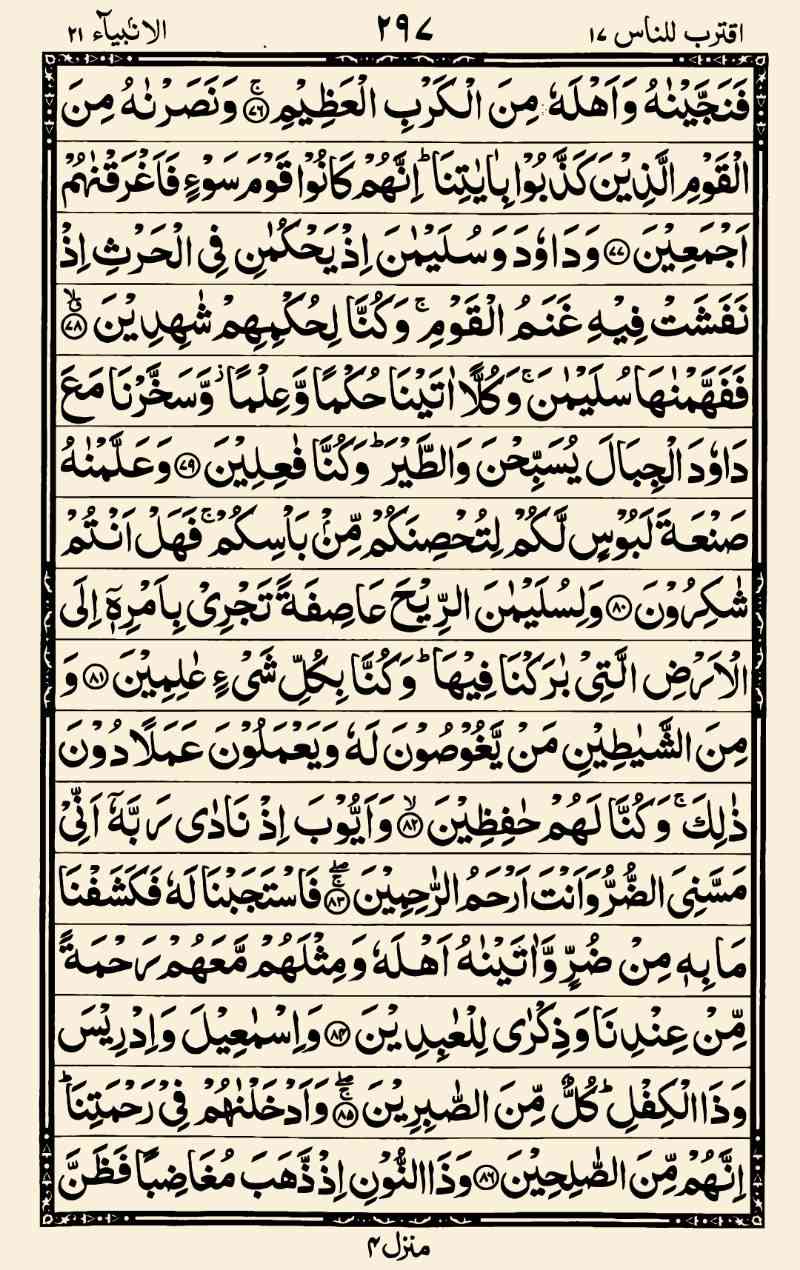 اقترب للناس ۱۷ ۲۹۷ الانبیآء ۲۱
فَنَجَّيْنٰهُ وَاَهْلَهٗ مِنَ الْكَرْبِ الْعَظِيْمِ ۚ﴿۷۶﴾ وَنَصَرْنٰهُ مِنَ
الْقَوْمِ الَّذِيْنَ كَذَّبُوْا بِاٰيٰتِنَا ؕ اِنَّهُمْ كَانُوْا قَوْمَ سَوْءٍ فَاَغْرَقْنٰهُمْ
اَجْمَعِيْنَ ﴿۷۷﴾ وَدَاوٗدَ وَسُلَيْمٰنَ اِذْ يَحْكُمٰنِ فِى الْحَرْثِ اِذْ
نَفَشَتْ فِيْهِ غَنَمُ الْقَوْمِ ۚ وَكُنَّا لِحُكْمِهِمْ شٰهِدِيْنَ ۙ﴿۷۸﴾
فَفَهَّمْنٰهَا سُلَيْمٰنَ ۚ وَكُلًّا اٰتَيْنَا حُكْمًا وَّعِلْمًا ؗ وَّسَخَّرْنَا مَعَ
دَاوٗدَ الْجِبَالَ يُسَبِّحْنَ وَالطَّيْرَ ؕ وَكُنَّا فٰعِلِيْنَ ﴿۷۹﴾ وَعَلَّمْنٰهُ
صَنْعَةَ لَبُوْسٍ لَّكُمْ لِتُحْصِنَكُمْ مِّنْۢ بَاْسِكُمْ ۚ فَهَلْ اَنْتُمْ
شٰكِرُوْنَ ﴿۸۰﴾ وَلِسُلَيْمٰنَ الرِّيْحَ عَاصِفَةً تَجْرِىْ بِاَمْرِهٖۤ اِلَى
الْاَرْضِ الَّتِىْ بٰرَكْنَا فِيْهَا ؕ وَكُنَّا بِكُلِّ شَىْءٍ عٰلِمِيْنَ ﴿۸۱﴾ وَ
مِنَ الشَّيٰطِيْنِ مَنْ يَّغُوْصُوْنَ لَهٗ وَيَعْمَلُوْنَ عَمَلًا دُوْنَ
ذٰلِكَ ۚ وَكُنَّا لَهُمْ حٰفِظِيْنَ ۙ﴿۸۲﴾ وَاَيُّوْبَ اِذْ نَادٰى رَبَّهٗۤ اَنِّىْ
مَسَّنِىَ الضُّرُّ وَاَنْتَ اَرْحَمُ الرّٰحِمِيْنَ ۚۖ﴿۸۳﴾ فَاسْتَجَبْنَا لَهٗ فَكَشَفْنَا
مَا بِهٖ مِنْ ضُرٍّ وَّاٰتَيْنٰهُ اَهْلَهٗ وَمِثْلَهُمْ مَّعَهُمْ رَحْمَةً
مِّنْ عِنْدِنَا وَذِكْرٰى لِلْعٰبِدِيْنَ ﴿۸۴﴾ وَاِسْمٰعِيْلَ وَاِدْرِيْسَ
وَذَا الْكِفْلِ ؕ كُلٌّ مِّنَ الصّٰبِرِيْنَ ۚۖ﴿۸۵﴾ وَاَدْخَلْنٰهُمْ فِىْ رَحْمَتِنَا ؕ
اِنَّهُمْ مِّنَ الصّٰلِحِيْنَ ﴿۸۶﴾ وَذَا النُّوْنِ اِذْ ذَّهَبَ مُغَاضِبًا فَظَنَّ
منزل ۴